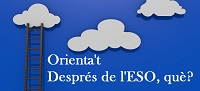 Orienta't
Després de l'ESO, què?